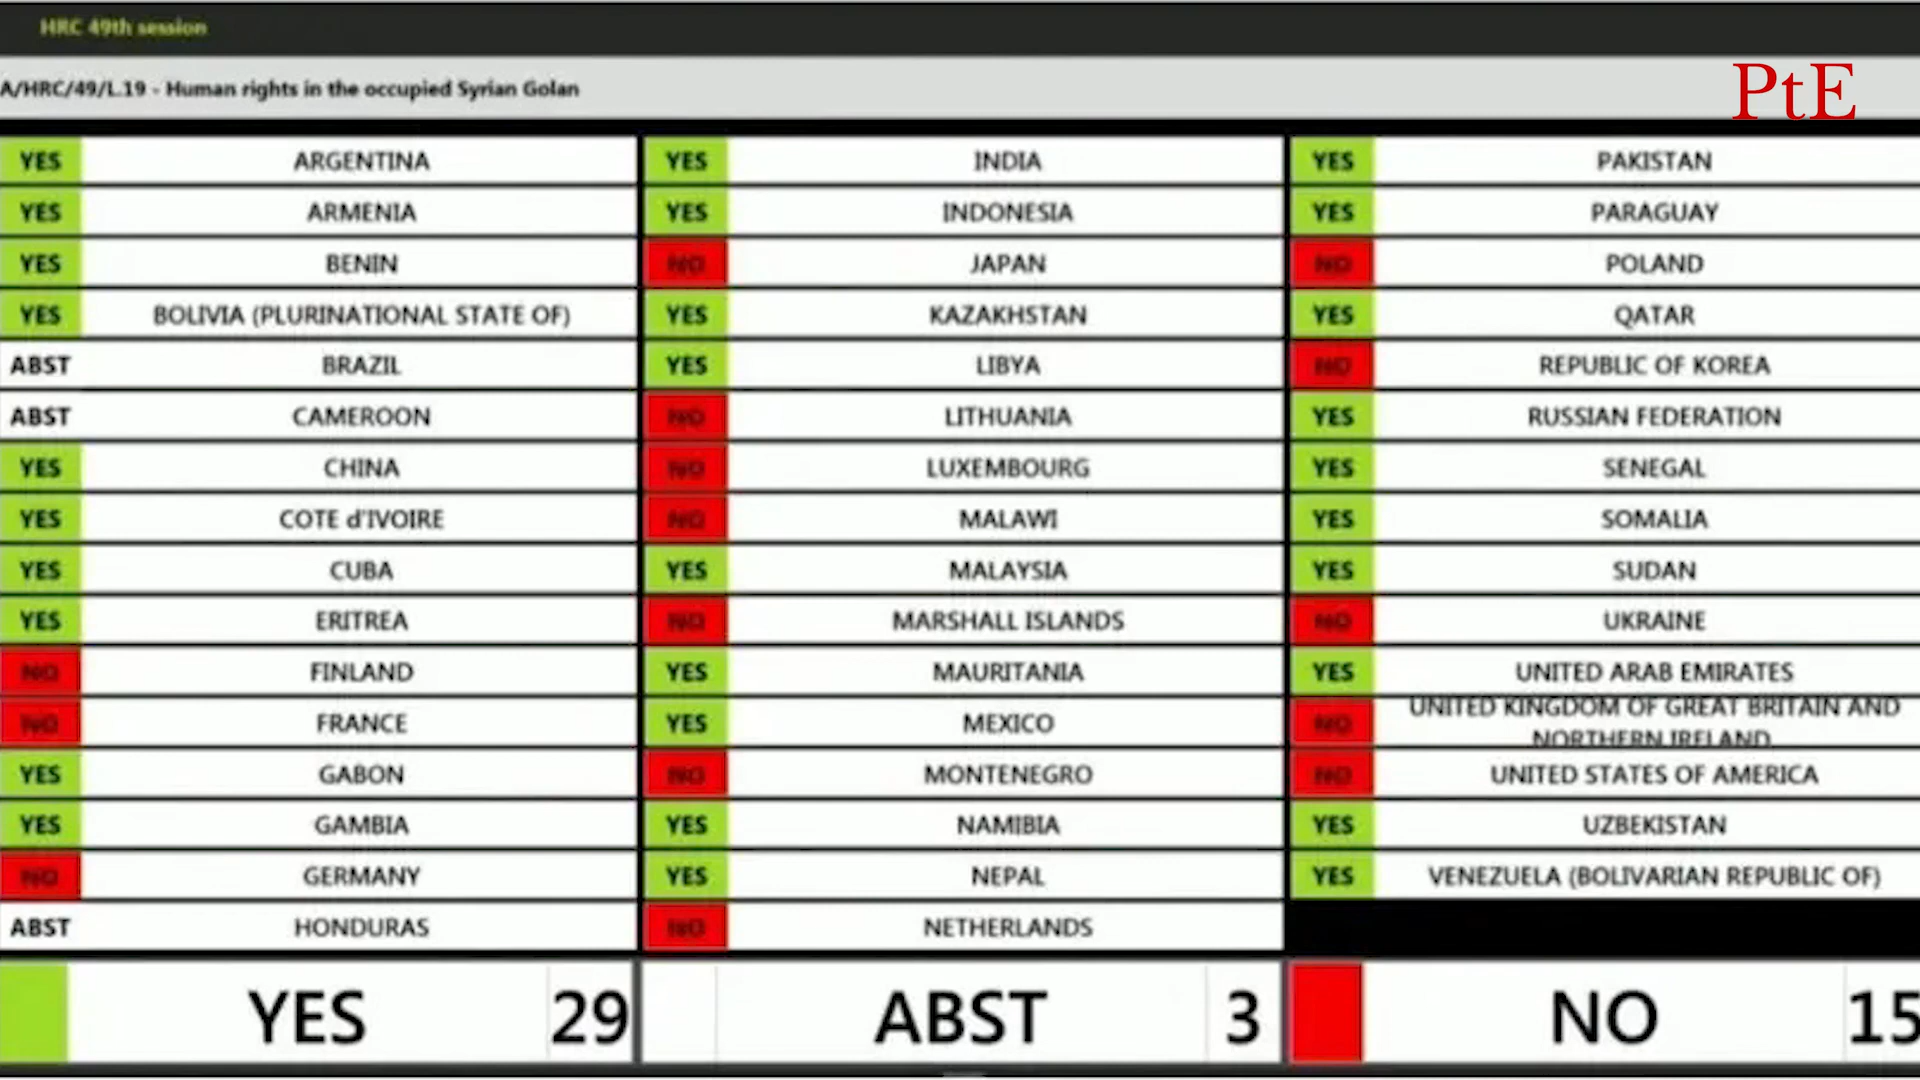 HRC 49th session
A/HRC/49/L.19 - Human rights in the occupied Syrian Golan
PtE
YES ARGENTINA YES INDIA YES PAKISTAN
YES ARMENIA YES INDONESIA YES PARAGUAY
YES BENIN NO JAPAN NO POLAND
YES BOLIVIA (PLURINATIONAL STATE OF) YES KAZAKHSTAN YES QATAR
ABST BRAZIL YES LIBYA NO REPUBLIC OF KOREA
ABST CAMEROON NO LITHUANIA YES RUSSIAN FEDERATION
YES CHINA NO LUXEMBOURG YES SENEGAL
YES COTE d'IVOIRE NO MALAWI YES SOMALIA
YES CUBA YES MALAYSIA YES SUDAN
YES ERITREA NO MARSHALL ISLANDS NO UKRAINE
NO FINLAND YES MAURITANIA YES UNITED ARAB EMIRATES
NO FRANCE YES MEXICO NO UNITED KINGDOM OF GREAT BRITAIN AND
NORTHERN IRELAND
YES GABON NO MONTENEGRO NO UNITED STATES OF AMERICA
YES GAMBIA YES NAMIBIA YES UZBEKISTAN
NO GERMANY YES NEPAL YES VENEZUELA (BOLIVARIAN REPUBLIC OF)
ABST HONDURAS NO NETHERLANDS
YES 29 ABST 3 NO 15